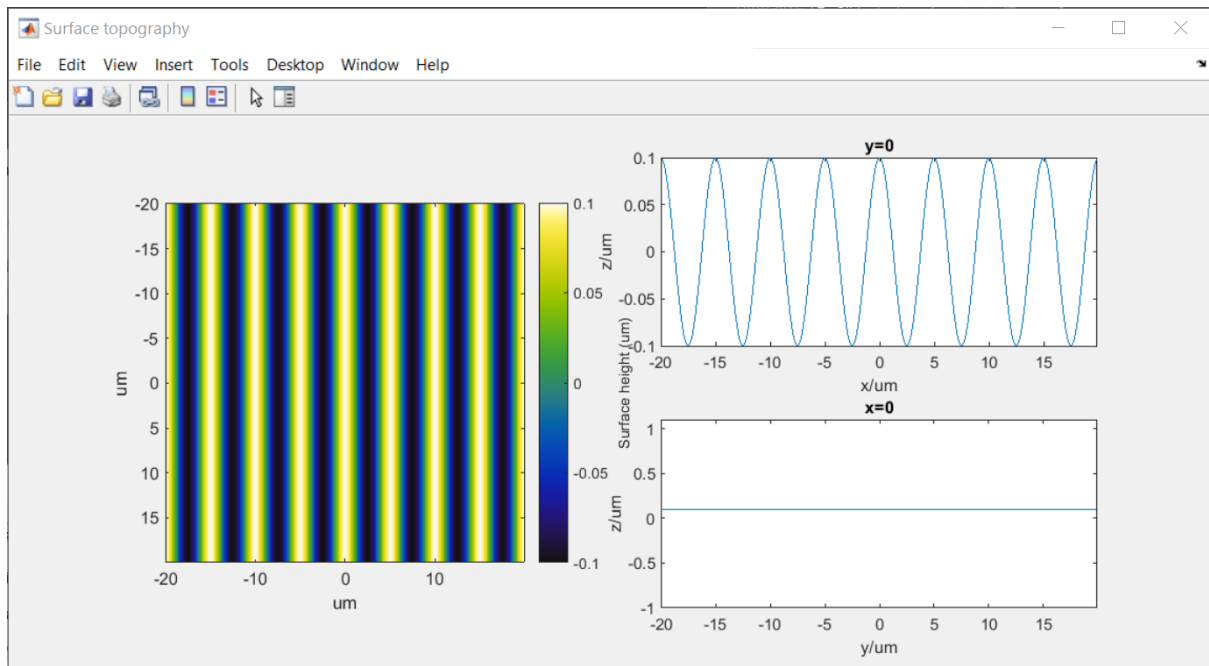 Surface topography
File Edit View Insert Tools Desktop Window Help
-20
-15
-10
-5
0
5
10
15
um
-20 -10 0 10
um
0.1
0.05
0
-0.05
-0.1
Surface height (um)
y=0
0.1
0.05
0
-0.05
-0.1
z/um
-20 -15 -10 -5 0 5 10 15
x/um
x=0
1
0.5
0
-0.5
-1
z/um
-20 -15 -10 -5 0 5 10 15
y/um